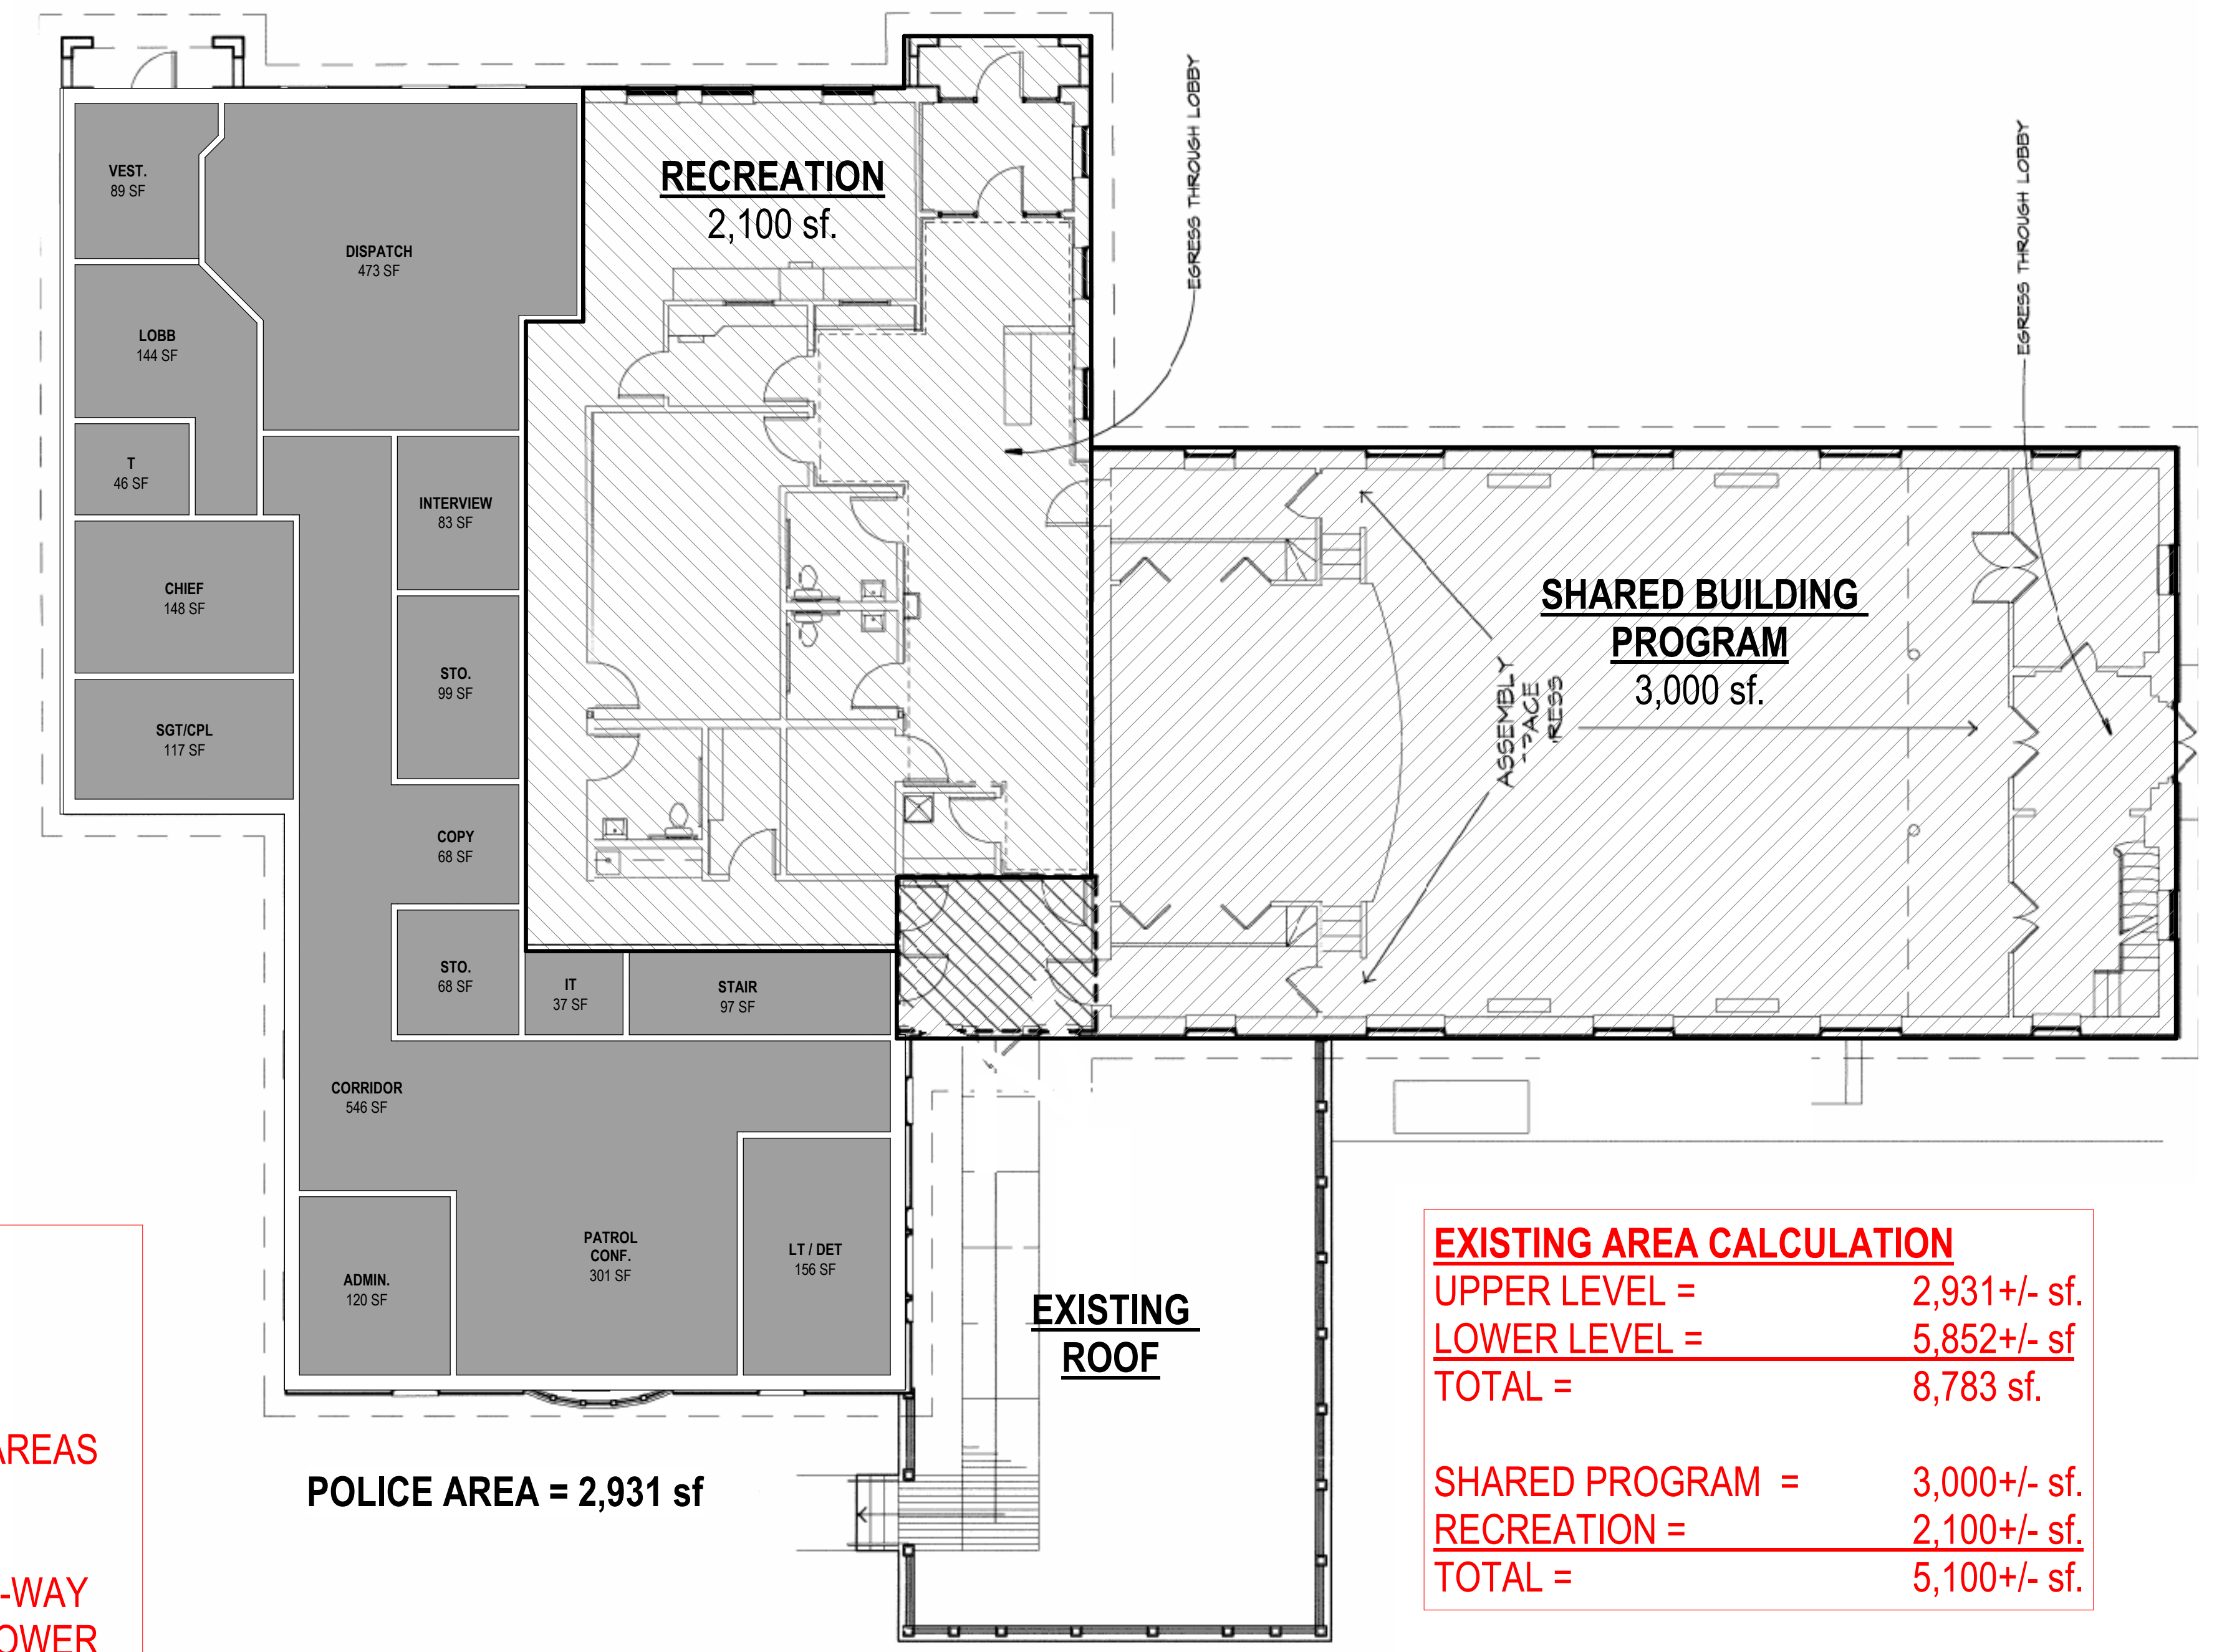 EGRESS THROUGH LOBBY
EGRESS THROUGH LOBBY
VEST.
89 SF
DISPATCH
473 SF
RECREATION
2,100 sf.
LOBB
144 SF
T
46 SF
INTERVIEW
83 SF
CHIEF
148 SF
STO.
99 SF
SGT/CPL
117 SF
SHARED BUILDING
PROGRAM
3,000 sf.
ASSEMBLY
PACE
RESS
COPY
68 SF
STO.
68 SF
IT
37 SF
STAIR
97 SF
CORRIDOR
546 SF
ADMIN.
120 SF
PATROL
CONF.
301 SF
LT / DET
156 SF
EXISTING
ROOF
POLICE AREA = 2,931 sf
AREAS
-WAY
OWER
EXISTING AREA CALCULATION
UPPER LEVEL = 2,931+/- sf.
LOWER LEVEL = 5,852+/- sf
TOTAL = 8,783 sf.
SHARED PROGRAM = 3,000+/- sf.
RECREATION = 2,100+/- sf.
TOTAL = 5,100+/- sf.